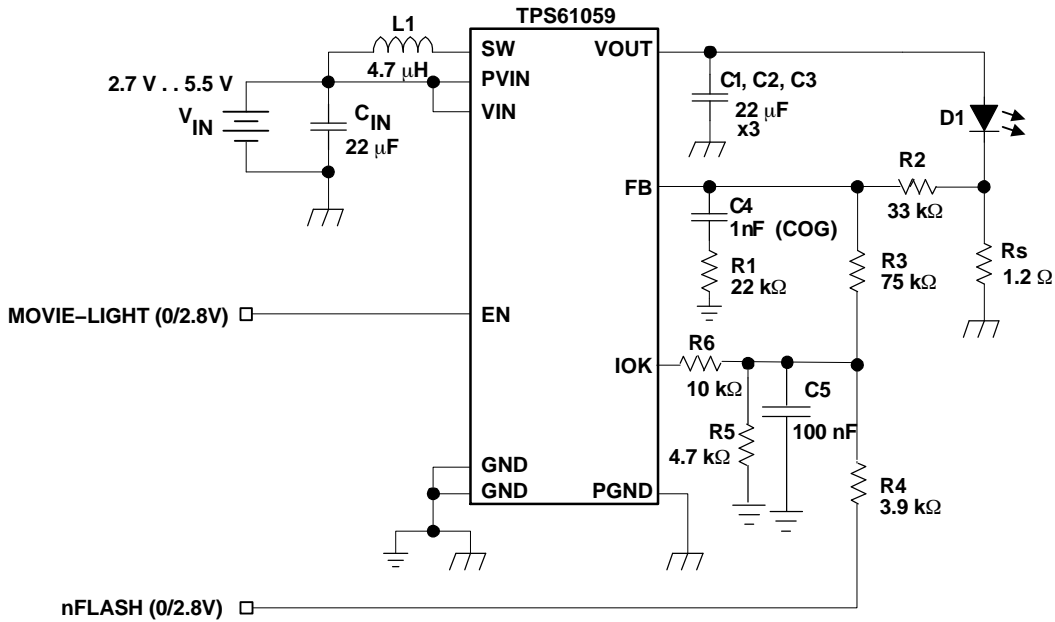 TPS61059
L1
SW
VOUT
2.7 V . . 5.5 V
4.7 μH
PVIN
C1, C2, C3
VIN
CIN
VIN
22 μF
x3
D1
22 μF
R2
FB
C4
33 kΩ
1nF (COG)
R3
Rs
R1
75 kΩ
1.2 Ω
22 kΩ
MOVIE–LIGHT (0/2.8V)
EN
R6
IOK
10 kΩ
C5
R5
100 nF
4.7 kΩ
GND
GND
PGND
R4
3.9 kΩ
nFLASH (0/2.8V)